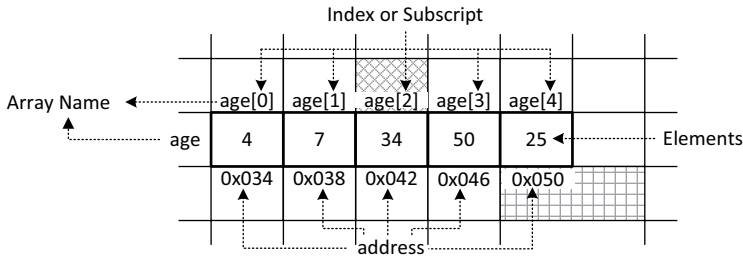 Index or Subscript
Array Name age[0] age[1] age[2] age[3] age[4]
age 4 7 34 50 25 Elements
0x034 0x038 0x042 0x046 0x050
address